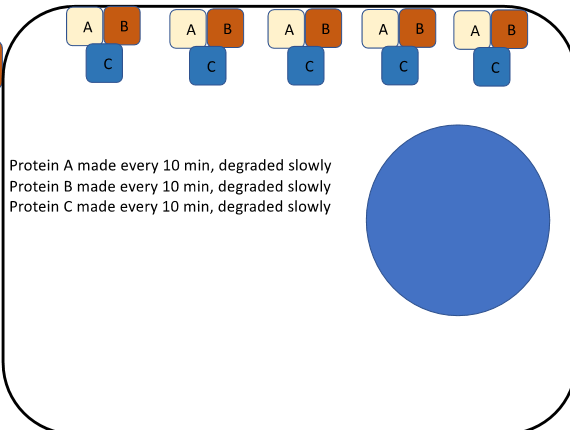 A B A B A B A B A B
C C C C C
Protein A made every 10 min, degraded slowly
Protein B made every 10 min, degraded slowly
Protein C made every 10 min, degraded slowly